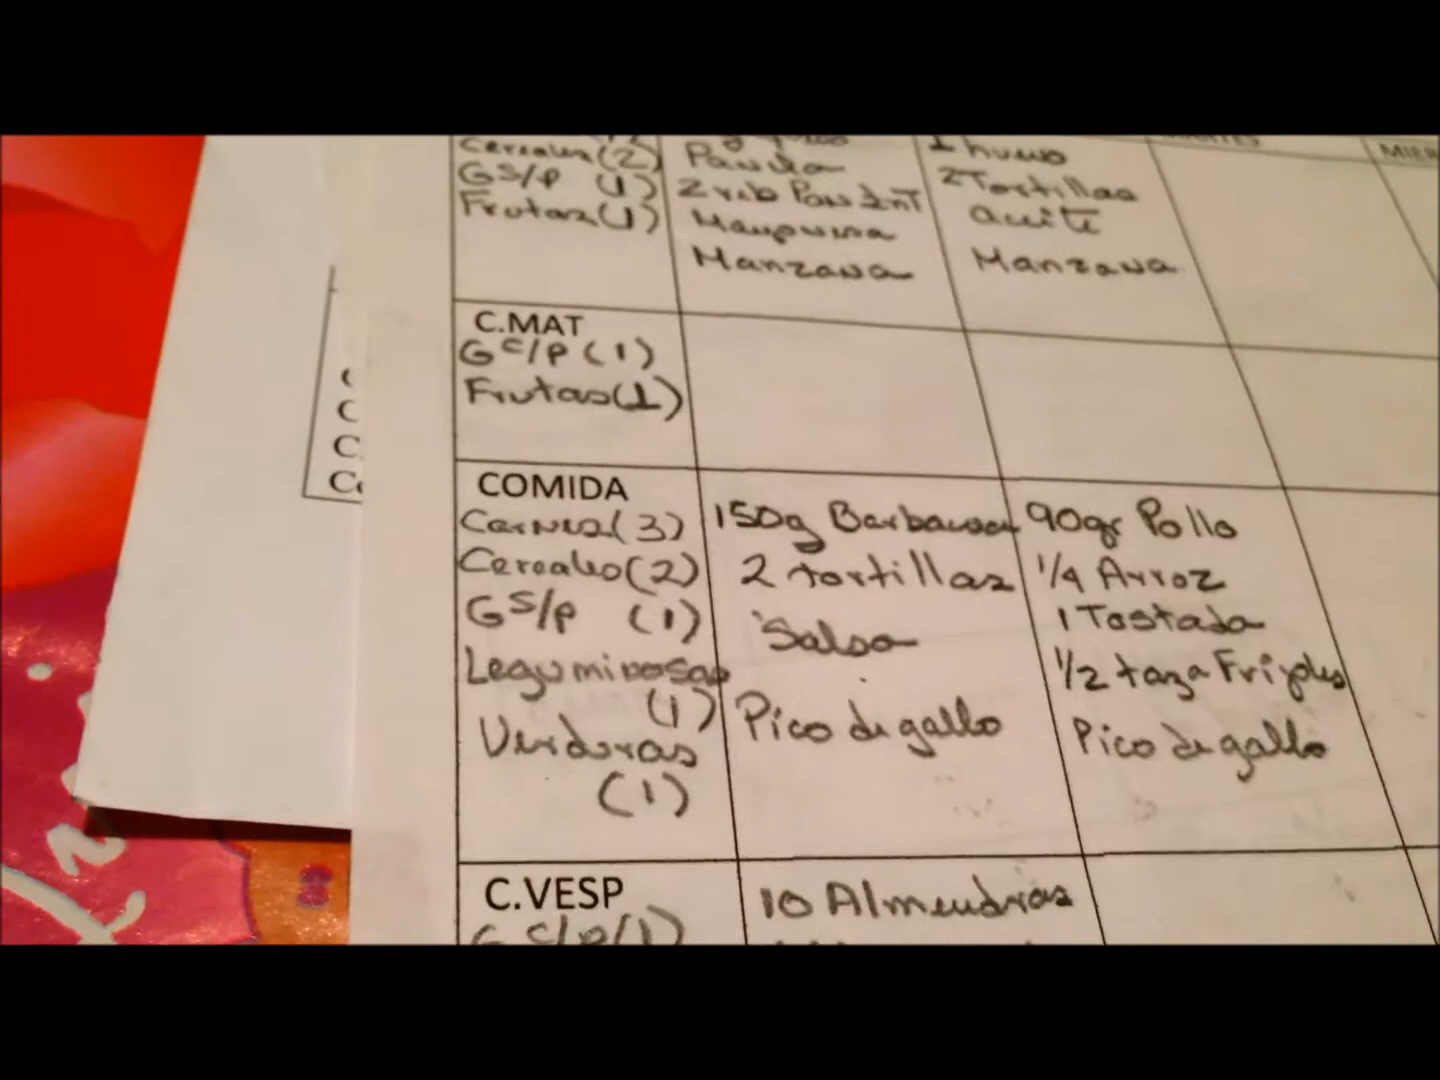 Cereales (2)
GS/P (1)
Frutas (1)
Panela
2 reb Pan Int
Mayonesa
Manzana
1 huevo
2 Tortillas
aceite
Manzana
C.MAT
GC/P (1)
Frutas (1)
COMIDA
Carnes (3)
Cereales (2)
GS/P (1)
Leguminosas
(1)
Verduras
(1)
150g Barbacoa
2 tortillas
Salsa
Pico de gallo
90gr Pollo
1/4 Arroz
1 Tostada
1/2 taza Frijoles
Pico de gallo
C.VESP
GC/P (1)
10 Almendras